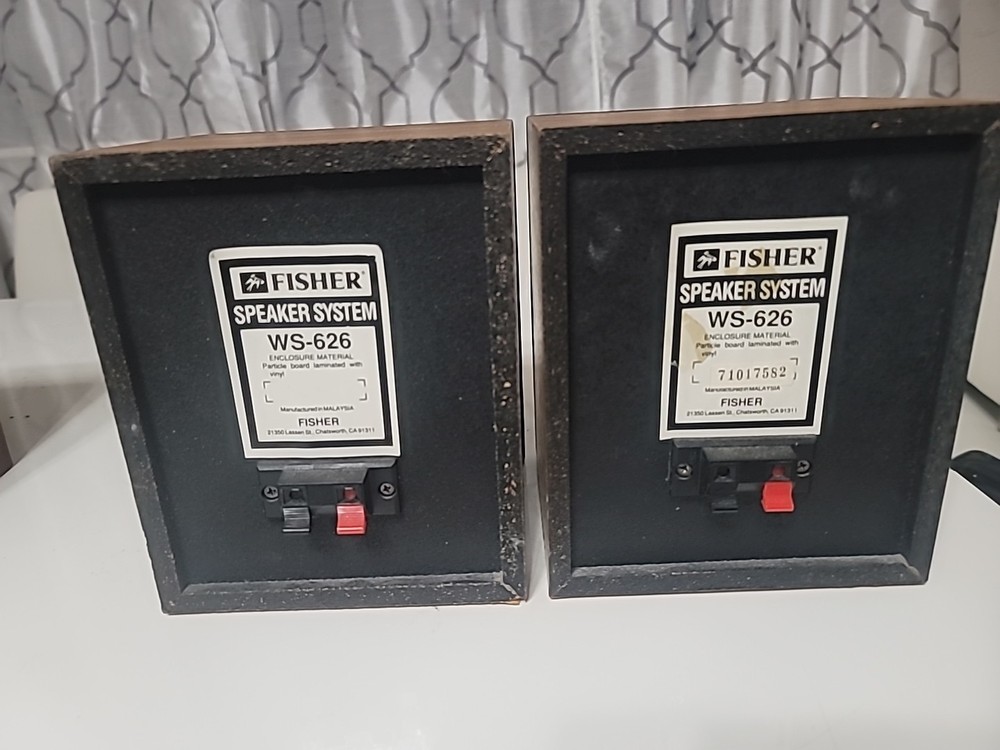 FISHER®
SPEAKER SYSTEM
WS-626
ENCLOSURE MATERIAL
Particle board laminated with
vinyl
Manufactured in MALAYSIA
FISHER
21350 Lassen St., Chatsworth, CA 91311
FISHER®
SPEAKER SYSTEM
WS-626
ENCLOSURE MATERIAL
Particle board laminated with
vinyl
71017582
Manufactured in MALAYSIA
FISHER
21350 Lassen St., Chatsworth, CA 91311